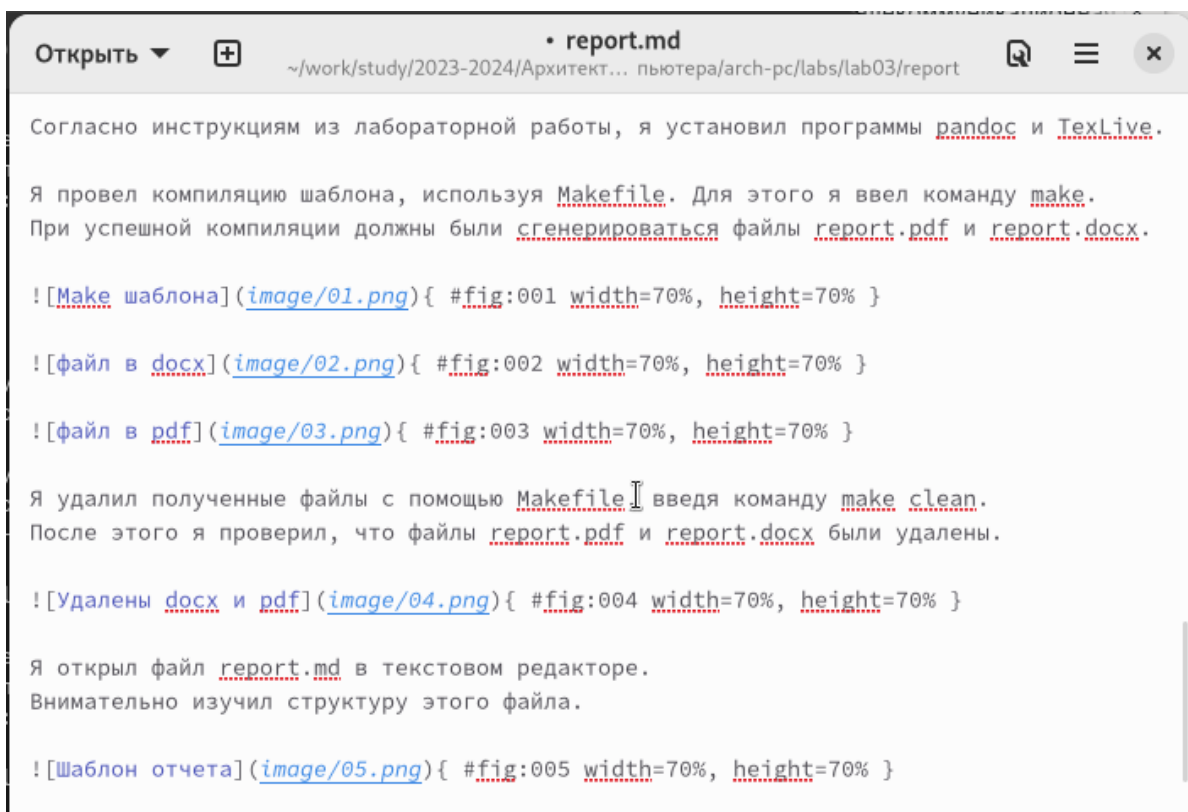 Открыть
• report.md
~/work/study/2023-2024/Архитект… пьютера/arch-pc/labs/lab03/report
Согласно инструкциям из лабораторной работы, я установил программы pandoc и TexLive.
Я провел компиляцию шаблона, используя Makefile. Для этого я ввел команду make.
При успешной компиляции должны были сгенерироваться файлы report.pdf и report.docx.
![Make шаблона](image/01.png){ #fig:001 width=70%, height=70% }
![файл в docx](image/02.png){ #fig:002 width=70%, height=70% }
![файл в pdf](image/03.png){ #fig:003 width=70%, height=70% }
Я удалил полученные файлы с помощью Makefile, введя команду make clean.
После этого я проверил, что файлы report.pdf и report.docx были удалены.
![Удалены docx и pdf](image/04.png){ #fig:004 width=70%, height=70% }
Я открыл файл report.md в текстовом редакторе.
Внимательно изучил структуру этого файла.
![Шаблон отчета](image/05.png){ #fig:005 width=70%, height=70% }